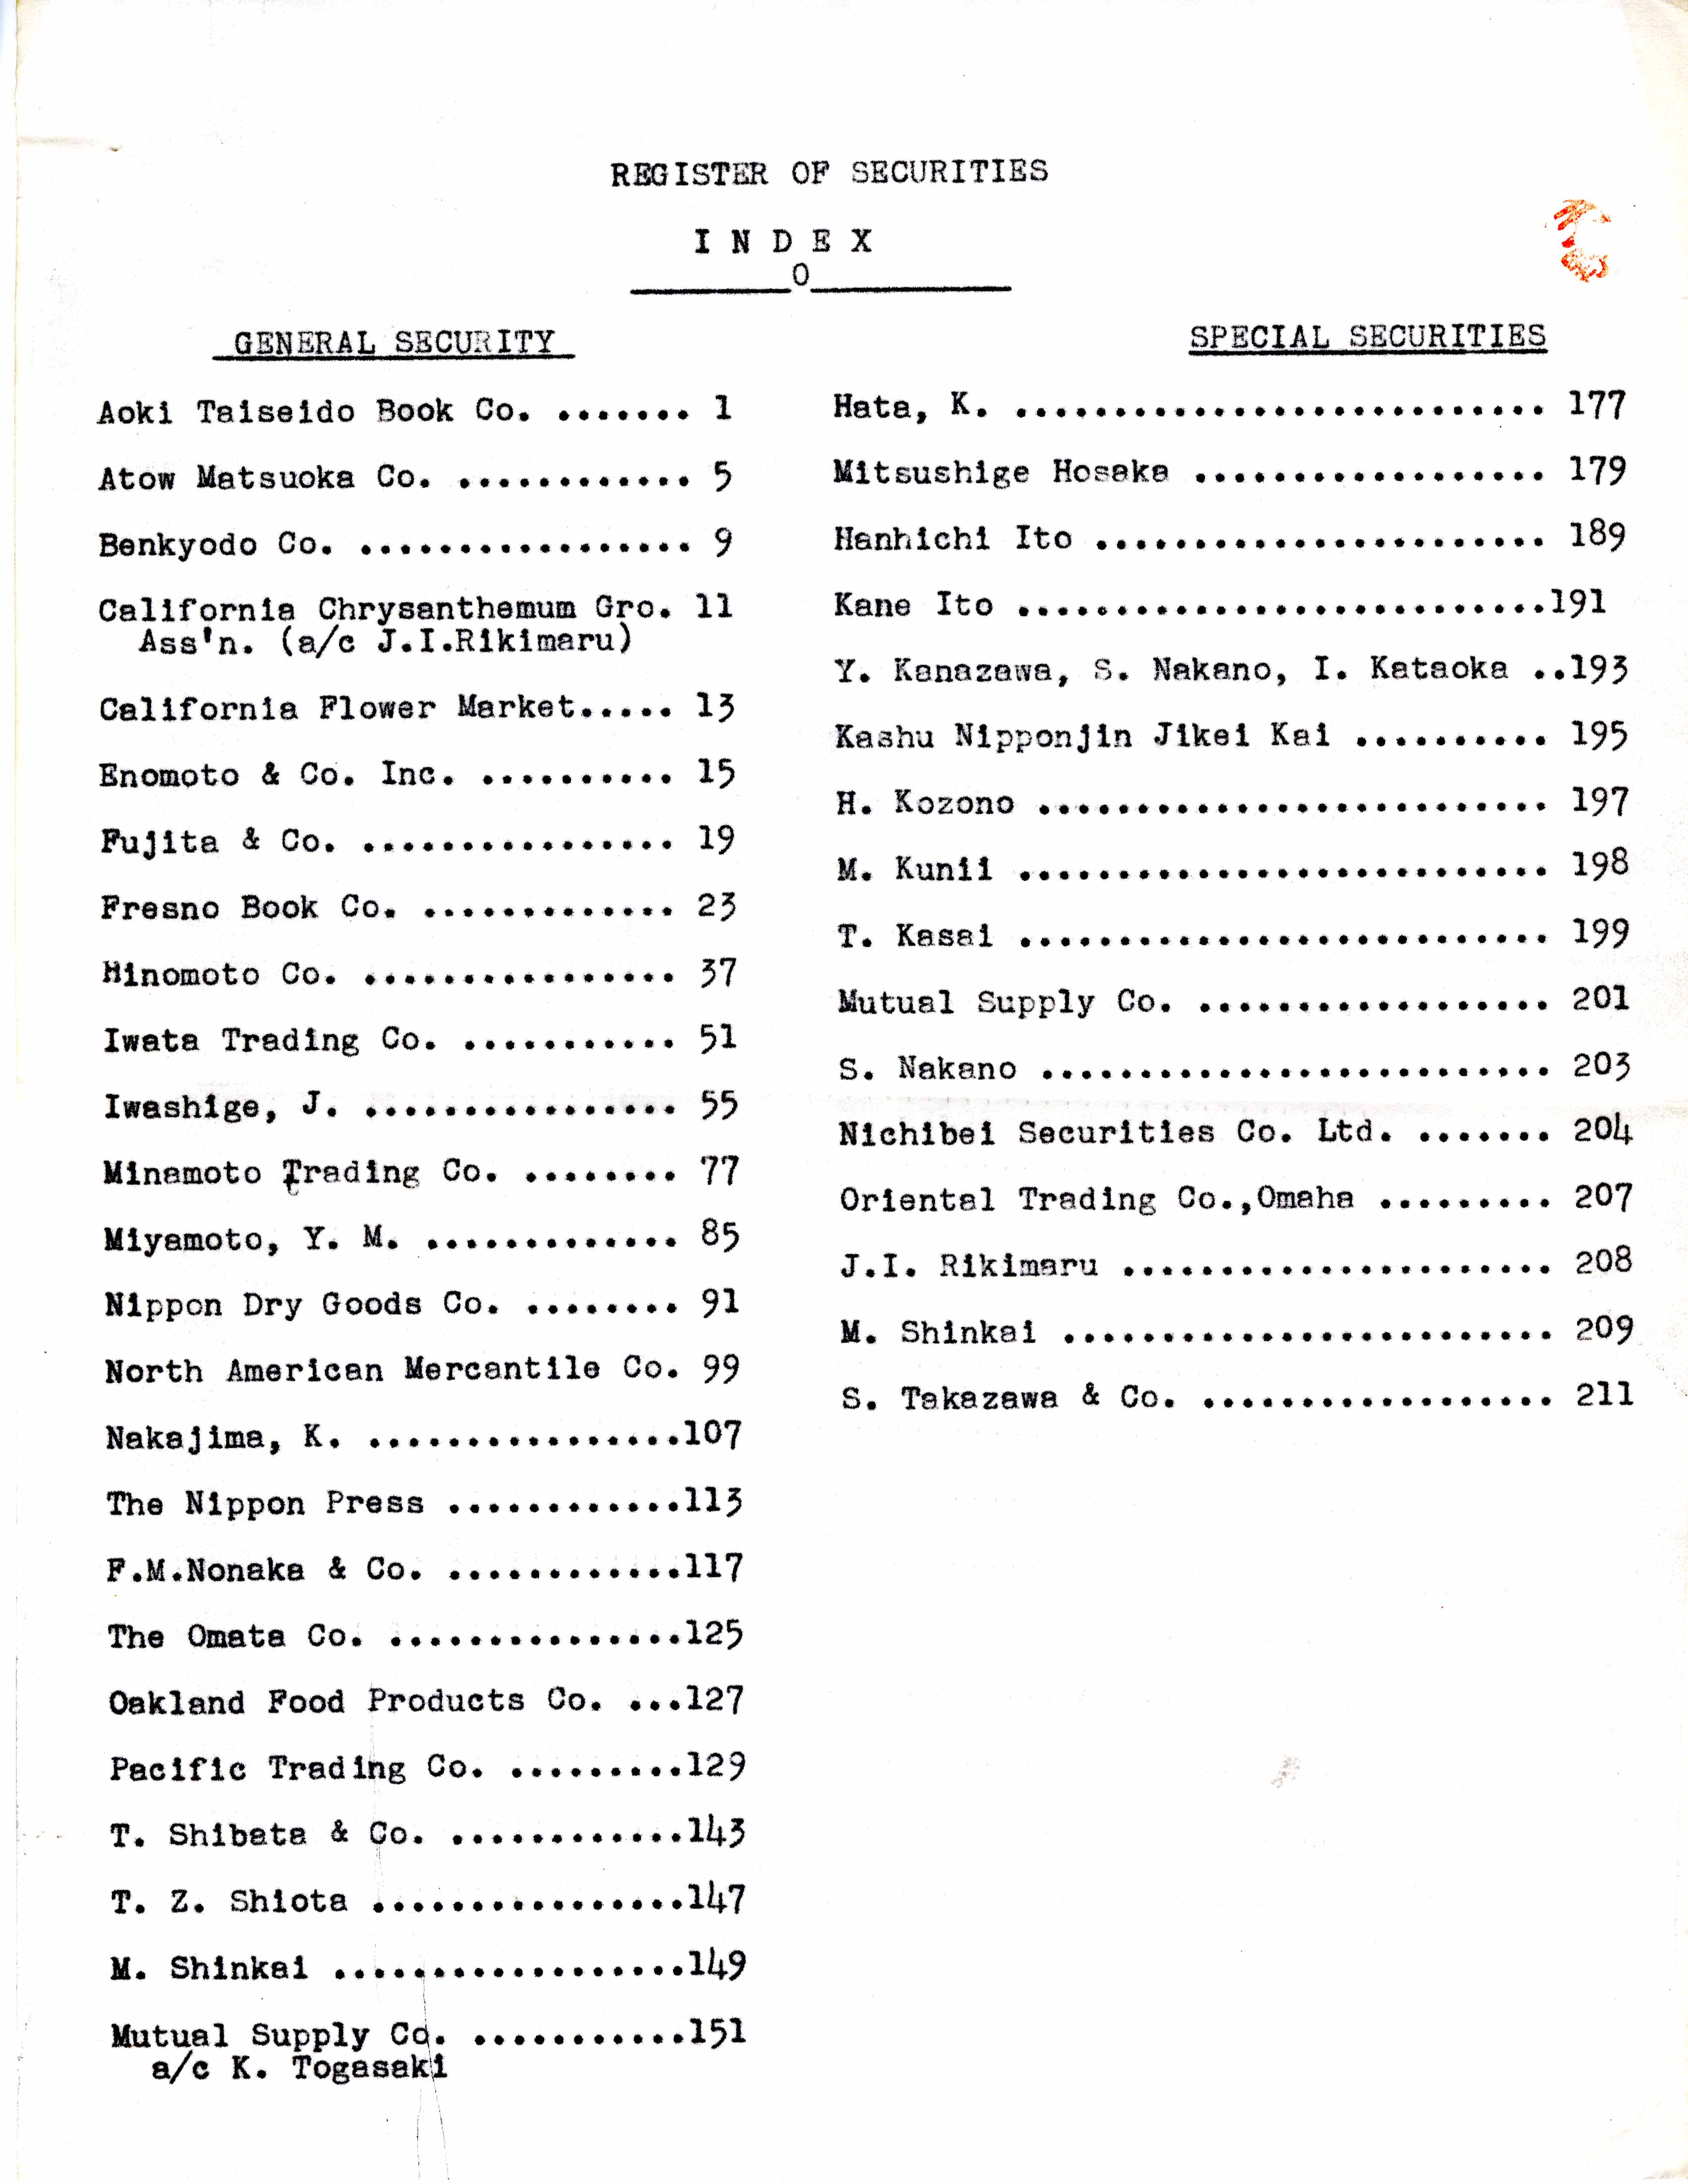 REGISTER OF SECURITIES
I N D E X
O
GENERAL SECURITY
Aoki Taiseido Book Co. ....... 1
Atow Matsuoka Co. ............ 5
Benkyodo Co. ................. 9
California Chrysanthemum Gro. 11
Ass'n. (a/c J.I.Rikimaru)
California Flower Market..... 13
Enomoto & Co. Inc. .......... 15
Fujita & Co. ................ 19
Fresno Book Co. ............. 23
Hinomoto Co. ................ 37
Iwata Trading Co. ........... 51
Iwashige, J. ................ 55
Minamoto Trading Co. ........ 77
Miyamoto, Y. M. ............. 85
Nippon Dry Goods Co. ........ 91
North American Mercantile Co. 99
Nakajima, K. ................107
The Nippon Press ............113
F.M.Nonaka & Co. ............117
The Omata Co. ...............125
Oakland Food Products Co. ...127
Pacific Trading Co. .........129
T. Shibata & Co. ............143
T. Z. Shiota ................147
M. Shinkai ..................149
Mutual Supply Co. ...........151
a/c K. Togasaki
SPECIAL SECURITIES
Hata, K. ........................... 177
Mitsushige Hosaka .................. 179
Hanhichi Ito ....................... 189
Kane Ito ...........................191
Y. Kanazawa, S. Nakano, I. Kataoka ..193
Kashu Nipponjin Jikei Kai .......... 195
H. Kozono .......................... 197
M. Kunii ........................... 198
T. Kasai ........................... 199
Mutual Supply Co. .................. 201
S. Nakano .......................... 203
Nichibei Securities Co. Ltd. ....... 204
Oriental Trading Co.,Omaha ......... 207
J.I. Rikimaru ...................... 208
M. Shinkai ......................... 209
S. Takazawa & Co. .................. 211